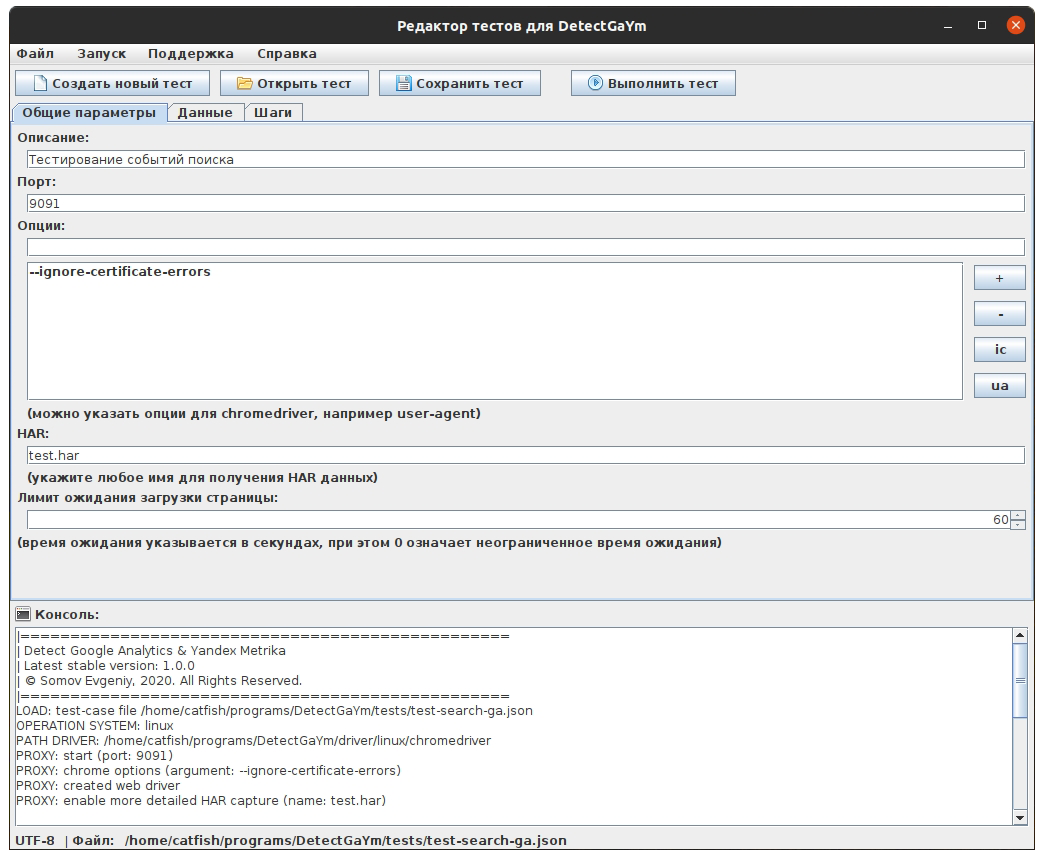 Редактор тестов для DetectGaYm
Файл Запуск Поддержка Справка
Создать новый тест Открыть тест Сохранить тест Выполнить тест
Общие параметры Данные Шаги
Описание:
Тестирование событий поиска
Порт:
9091
Опции:
--ignore-certificate-errors
+
-
ic
ua
(можно указать опции для chromedriver, например user-agent)
HAR:
test.har
(укажите любое имя для получения HAR данных)
Лимит ожидания загрузки страницы:
60
(время ожидания указывается в секундах, при этом 0 означает неограниченное время ожидания)
Консоль:
|=================================================
| Detect Google Analytics & Yandex Metrika
| Latest stable version: 1.0.0
| © Somov Evgeniy, 2020. All Rights Reserved.
|=================================================
LOAD: test-case file /home/catfish/programs/DetectGaYm/tests/test-search-ga.json
OPERATION SYSTEM: linux
PATH DRIVER: /home/catfish/programs/DetectGaYm/driver/linux/chromedriver
PROXY: start (port: 9091)
PROXY: chrome options (argument: --ignore-certificate-errors)
PROXY: created web driver
PROXY: enable more detailed HAR capture (name: test.har)
UTF-8 | Файл: /home/catfish/programs/DetectGaYm/tests/test-search-ga.json